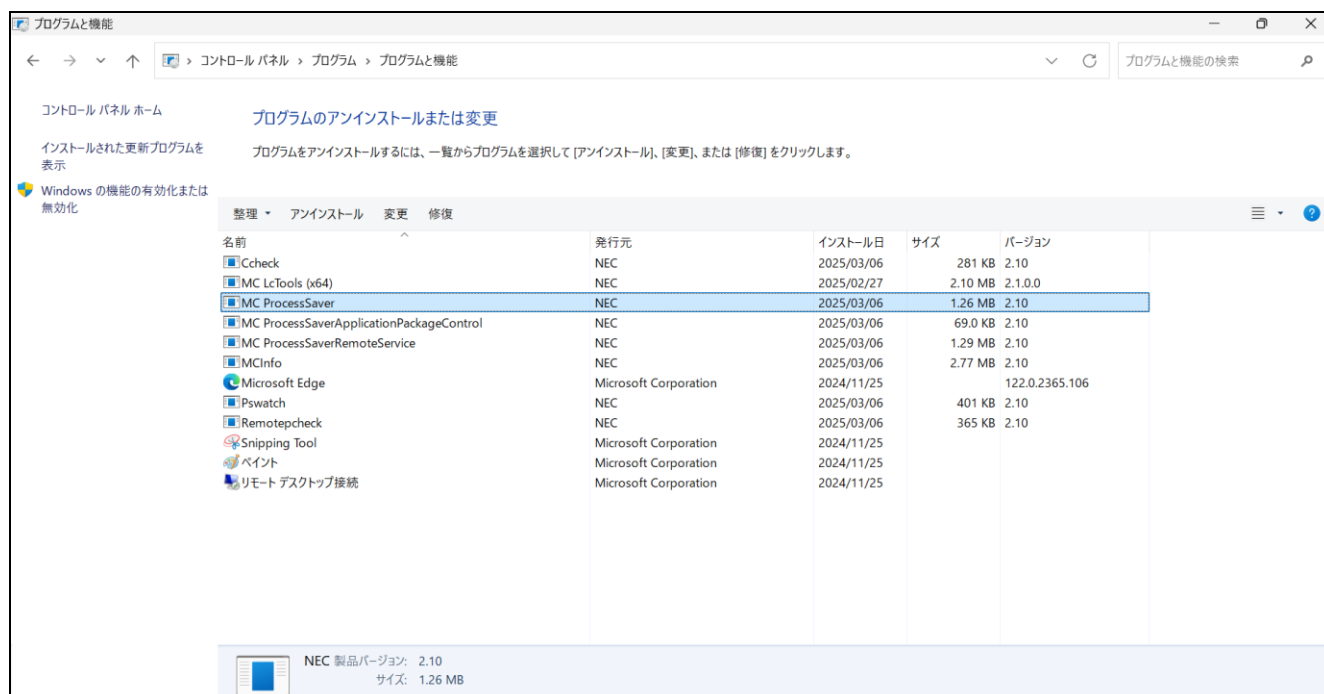 プログラムと機能
コントロール パネル › プログラム › プログラムと機能
プログラムと機能の検索
コントロール パネル ホーム
インストールされた更新プログラムを
表示
Windows の機能の有効化または
無効化
プログラムのアンインストールまたは変更
プログラムをアンインストールするには、一覧からプログラムを選択して [アンインストール]、[変更]、または [修復] をクリックします。
整理 アンインストール 変更 修復
名前 発行元 インストール日 サイズ バージョン
Ccheck NEC 2025/03/06 281 KB 2.10
MC LcTools (x64) NEC 2025/02/27 2.10 MB 2.1.0.0
MC ProcessSaver NEC 2025/03/06 1.26 MB 2.10
MC ProcessSaverApplicationPackageControl NEC 2025/03/06 69.0 KB 2.10
MC ProcessSaverRemoteService NEC 2025/03/06 1.29 MB 2.10
MCInfo NEC 2025/03/06 2.77 MB 2.10
Microsoft Edge Microsoft Corporation 2024/11/25 122.0.2365.106
Pswatch NEC 2025/03/06 401 KB 2.10
Remotepcheck NEC 2025/03/06 365 KB 2.10
Snipping Tool Microsoft Corporation 2024/11/25
ペイント Microsoft Corporation 2024/11/25
リモート デスクトップ接続 Microsoft Corporation 2024/11/25
NEC 製品バージョン: 2.10
サイズ: 1.26 MB